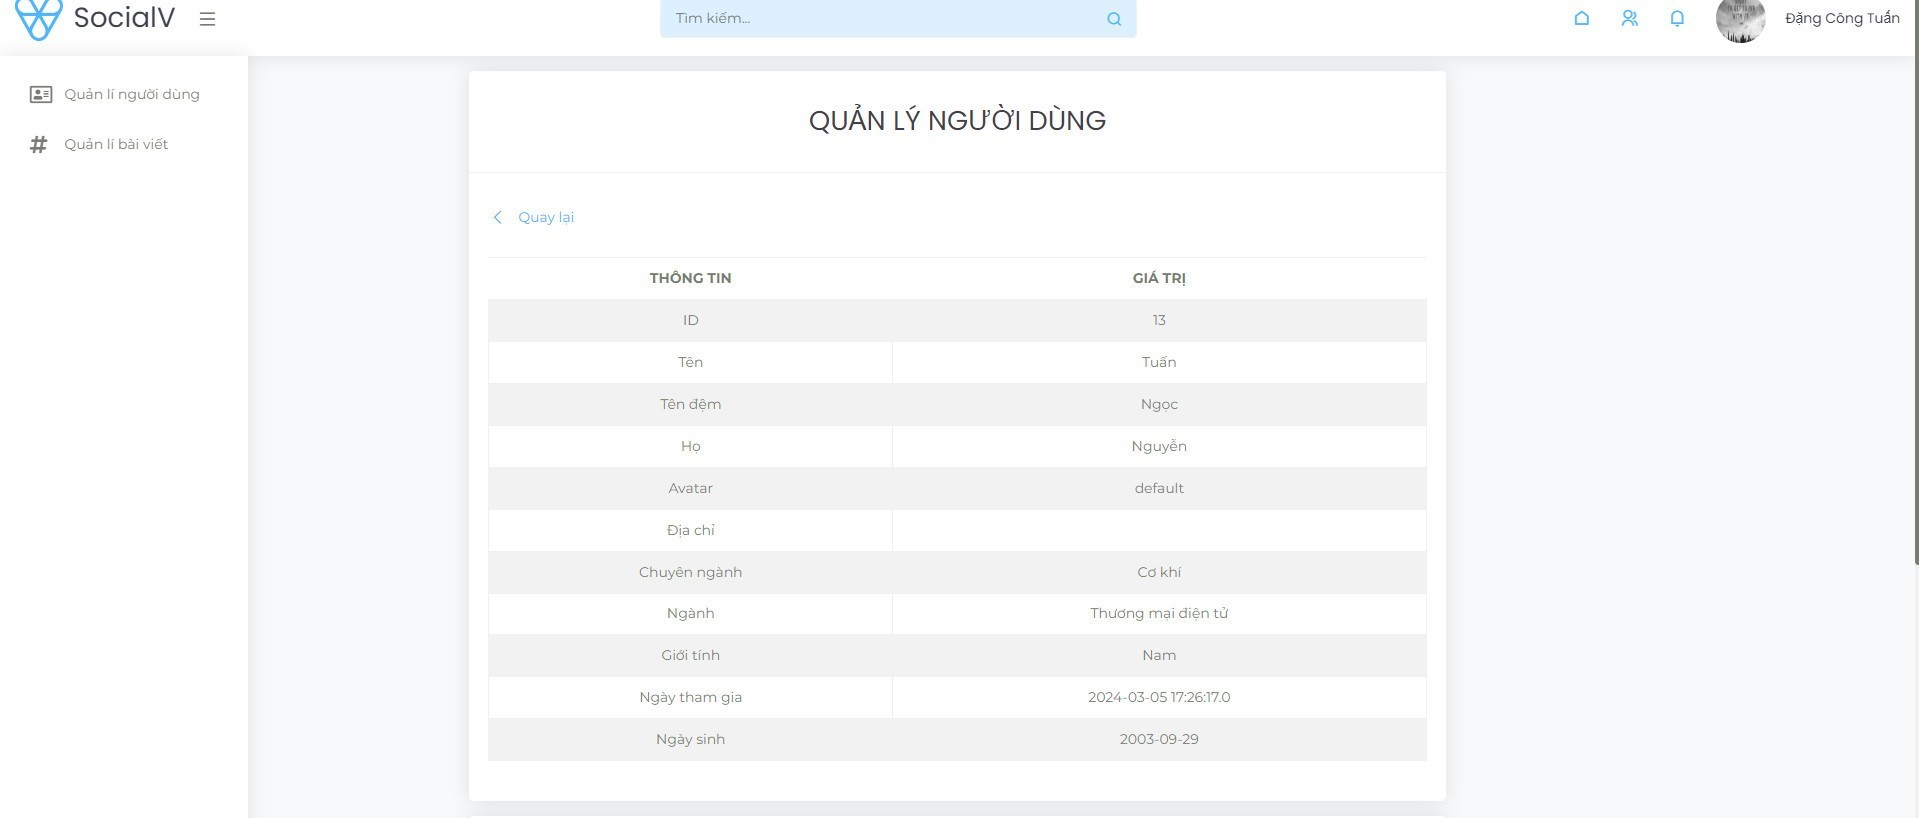 SocialV
Tìm kiếm...
Đặng Công Tuấn
Quản lí người dùng
Quản lí bài viết
QUẢN LÝ NGƯỜI DÙNG
Quay lại
THÔNG TIN GIÁ TRỊ
ID 13
Tên Tuấn
Tên đệm Ngọc
Họ Nguyễn
Avatar default
Địa chỉ
Chuyên ngành Cơ khí
Ngành Thương mại điện tử
Giới tính Nam
Ngày tham gia 2024-03-05 17:26:17.0
Ngày sinh 2003-09-29